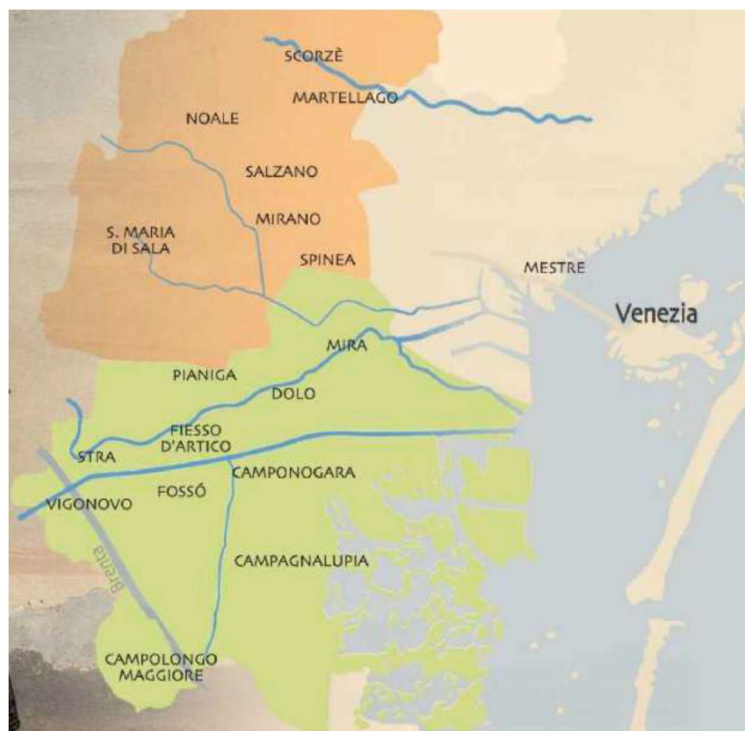 SCORZÈ
MARTELLAGO
NOALE
SALZANO
MIRANO
S. MARIA
DI SALA
SPINEA
MESTRE
Venezia
MIRA
PIANIGA
DOLO
FIESSO
D'ARTICO
STRA
CAMPONOGARA
FOSSÓ
VIGONOVO
CAMPAGNALUPIA
Brenta
CAMPOLONGO
MAGGIORE